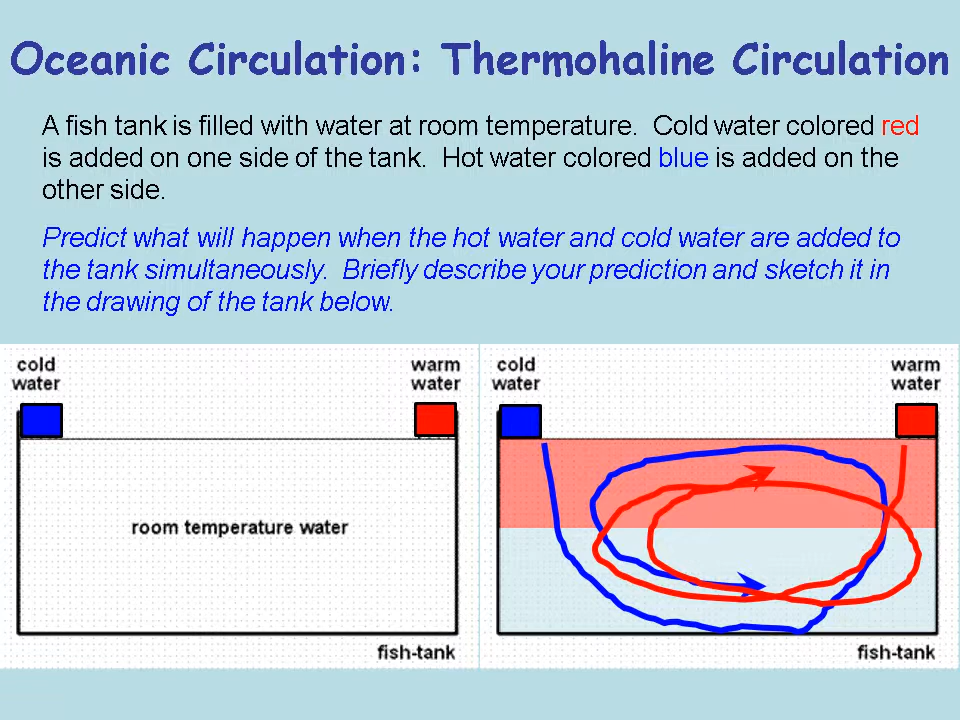 Oceanic Circulation: Thermohaline Circulation
A fish tank is filled with water at room temperature. Cold water colored red
is added on one side of the tank. Hot water colored blue is added on the
other side.
Predict what will happen when the hot water and cold water are added to
the tank simultaneously. Briefly describe your prediction and sketch it in
the drawing of the tank below.
cold
water
warm
water
room temperature water
fish-tank
cold
water
warm
water
fish-tank